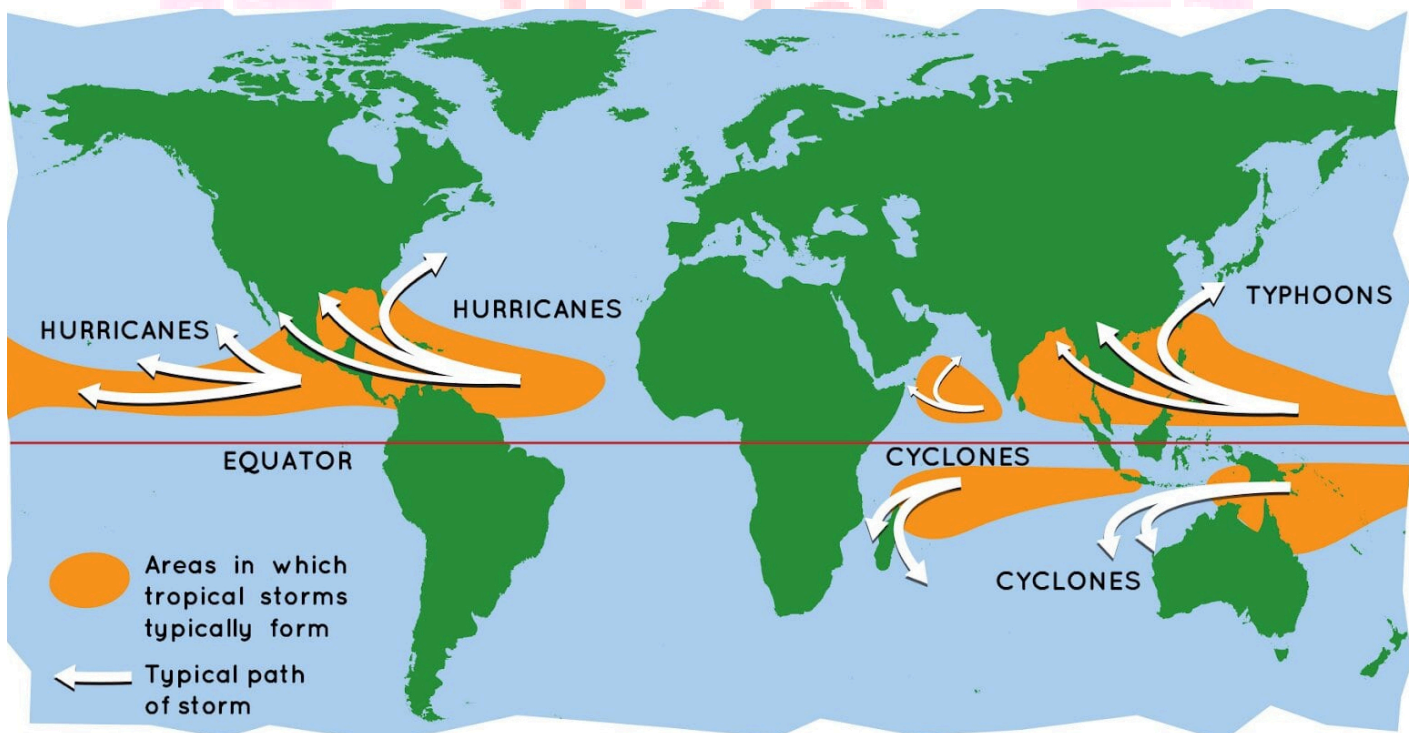 HURRICANES
HURRICANES
TYPHOONS
EQUATOR
CYCLONES
CYCLONES
Areas in which
tropical storms
typically form
Typical path
of storm